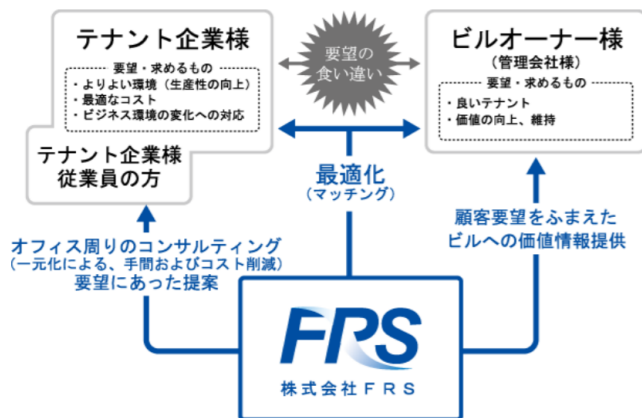 テナント企業様
要望・求めるもの
・よりよい環境（生産性の向上）
・最適なコスト
・ビジネス環境の変化への対応
テナント企業様
従業員の方
要望の
食い違い
ビルオーナー様
（管理会社様）
要望・求めるもの
・良いテナント
・価値の向上、維持
最適化
（マッチング）
オフィス周りのコンサルティング
（一元化による、手間およびコスト削減）
要望にあった提案
顧客要望をふまえた
ビルへの価値情報提供
FRS
株式会社ＦＲＳ